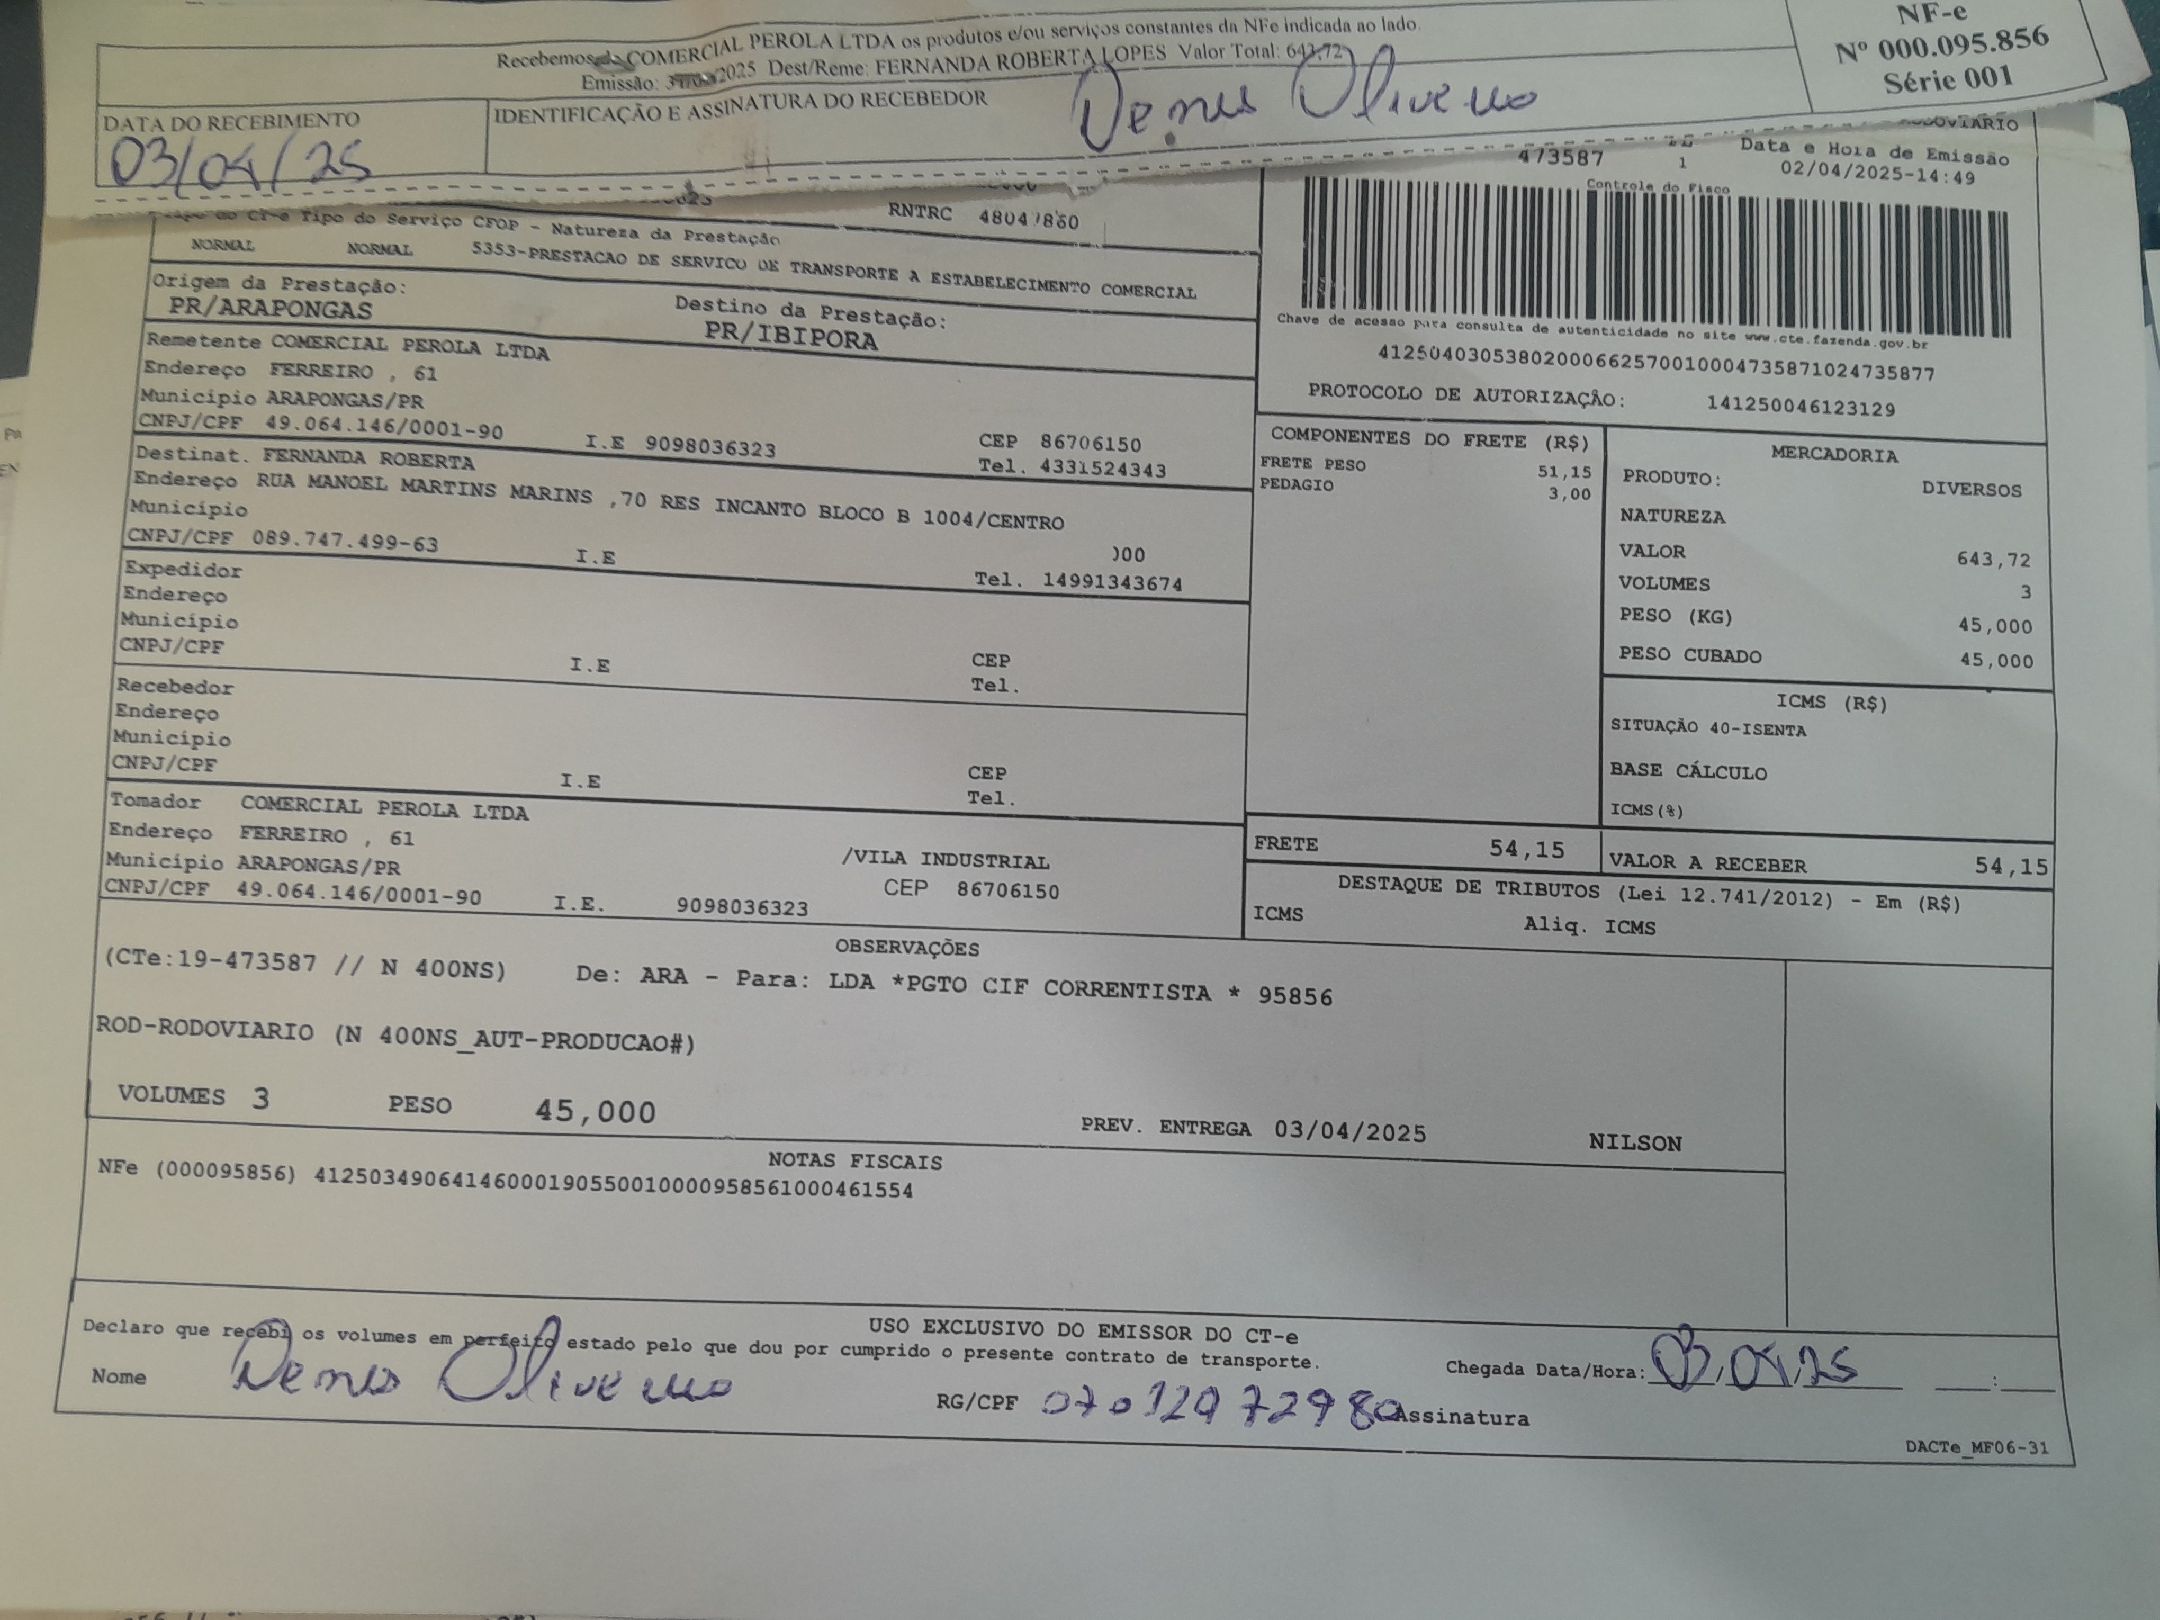 Recebemos de COMERCIAL PEROLA LTDA os produtos e/ou serviços constantes da NFe indicada ao lado.
Emissão: 2025 Dest/Reme: FERNANDA ROBERTA LOPES Valor Total: 643,72
NF-e
Nº 000.095.856
Série 001
DATA DO RECEBIMENTO
03/04/25
IDENTIFICAÇÃO E ASSINATURA DO RECEBEDOR
Denis Oliveira
473587 1
Data e Hora de Emissão
02/04/2025-14:49
Controle do Fisco
RNTRC
do CT-e Tipo do Serviço CFOP - Natureza da Prestação
NORMAL NORMAL 5353-PRESTACAO DE SERVICO DE TRANSPORTE A ESTABELECIMENTO COMERCIAL
Origem da Prestação:
PR/ARAPONGAS
Destino da Prestação:
PR/IBIPORA
Chave de acesso para consulta de autenticidade no site www.cte.fazenda.gov.br
41250403053802000662570010004735871024735877
PROTOCOLO DE AUTORIZAÇÃO: 141250046123129
Remetente COMERCIAL PEROLA LTDA
Endereço FERREIRO , 61
Município ARAPONGAS/PR
CNPJ/CPF 49.064.146/0001-90 I.E 9098036323
CEP 86706150
Tel. 4331524343
Destinat. FERNANDA ROBERTA
Endereço RUA MANOEL MARTINS MARINS ,70 RES INCANTO BLOCO B 1004/CENTRO
Município
CNPJ/CPF 089.747.499-63 I.E
00
Tel. 14991343674
Expedidor
Endereço
Município
CNPJ/CPF
I.E
CEP
Tel.
Recebedor
Endereço
Município
CNPJ/CPF
I.E
CEP
Tel.
Tomador COMERCIAL PEROLA LTDA
Endereço FERREIRO , 61
/VILA INDUSTRIAL
Município ARAPONGAS/PR
CEP 86706150
CNPJ/CPF 49.064.146/0001-90 I.E. 9098036323
COMPONENTES DO FRETE (R$)
FRETE PESO 51,15
PEDAGIO 3,00
MERCADORIA
PRODUTO: DIVERSOS
NATUREZA
VALOR 643,72
VOLUMES 3
PESO (KG) 45,000
PESO CUBADO 45,000
ICMS (R$)
SITUAÇÃO 40-ISENTA
BASE CÁLCULO
ICMS(%)
FRETE 54,15
VALOR A RECEBER 54,15
DESTAQUE DE TRIBUTOS (Lei 12.741/2012) - Em (R$)
ICMS Aliq. ICMS
OBSERVAÇÕES
(CTe:19-473587 // N 400NS) De: ARA - Para: LDA *PGTO CIF CORRENTISTA * 95856
ROD-RODOVIARIO (N 400NS_AUT-PRODUCAO#)
VOLUMES 3 PESO 45,000
PREV. ENTREGA 03/04/2025 NILSON
NOTAS FISCAIS
NFe (000095856) 41250349064146000190550010000958561000461554
USO EXCLUSIVO DO EMISSOR DO CT-e
Declaro que recebi os volumes em perfeito estado pelo que dou por cumprido o presente contrato de transporte.
Chegada Data/Hora: 03/04/25 __:__
Nome Denis Oliveira
RG/CPF 07012972980 Assinatura
DACTe_MF06-31